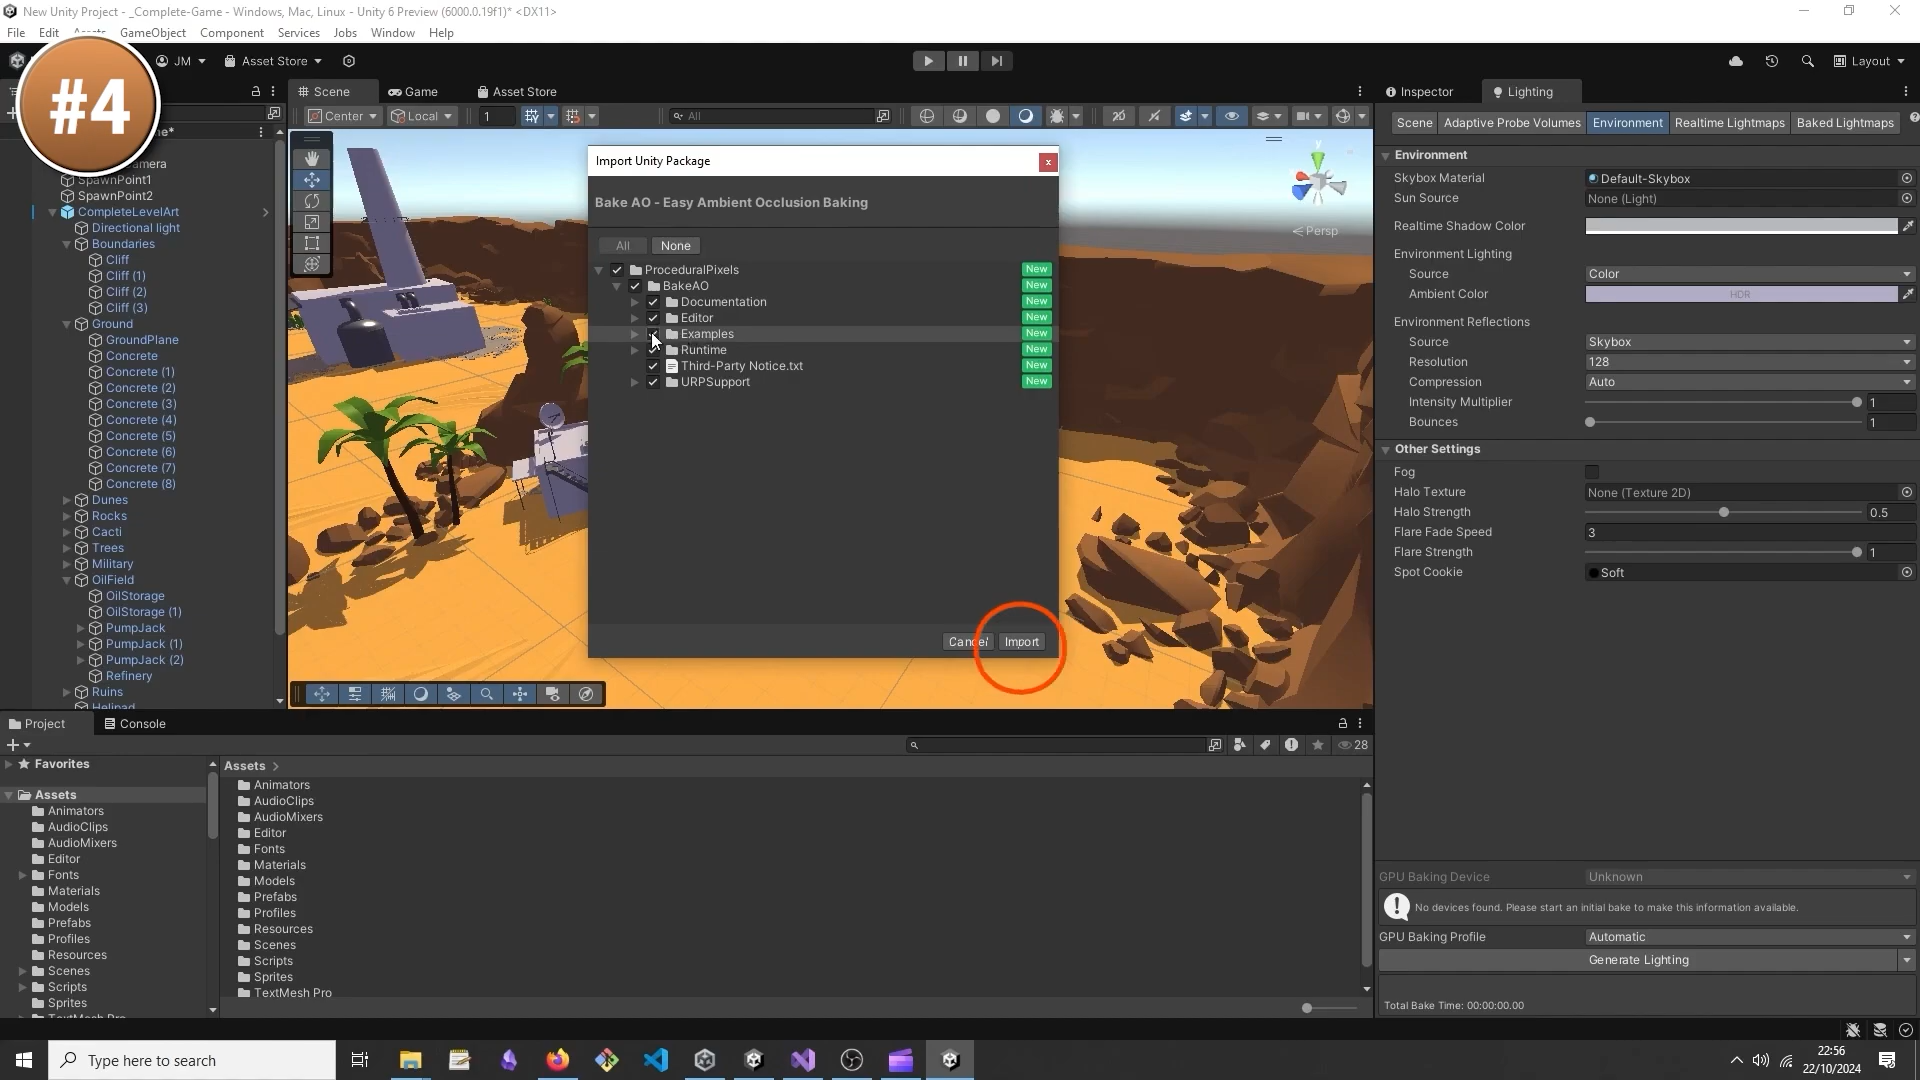 New Unity Project - _Complete-Game - Windows, Mac, Linux - Unity 6 Preview (6000.0.19f1)* <DX11>
File Edit Assets GameObject Component Services Jobs Window Help
#4
JM
Asset Store
Layout
Scene
Game
Asset Store
Inspector
Lighting
Center
Local
1
All
Scene
Adaptive Probe Volumes
Environment
Realtime Lightmaps
Baked Lightmaps
SpawnPoint1
SpawnPoint2
CompleteLevelArt
Directional light
Boundaries
Cliff
Cliff (1)
Cliff (2)
Cliff (3)
Ground
GroundPlane
Concrete
Concrete (1)
Concrete (2)
Concrete (3)
Concrete (4)
Concrete (5)
Concrete (6)
Concrete (7)
Concrete (8)
Dunes
Rocks
Cacti
Trees
Military
OilField
OilStorage
OilStorage (1)
PumpJack
PumpJack (1)
PumpJack (2)
Refinery
Ruins
Helipad
y
Persp
Import Unity Package
x
Bake AO - Easy Ambient Occlusion Baking
All
None
ProceduralPixels New
BakeAO New
Documentation New
Editor New
Examples New
Runtime New
Third-Party Notice.txt New
URPSupport New
Cancel
Import
Environment
Skybox Material Default-Skybox
Sun Source None (Light)
Realtime Shadow Color
Environment Lighting
Source Color
Ambient Color HDR
Environment Reflections
Source Skybox
Resolution 128
Compression Auto
Intensity Multiplier 1
Bounces 1
Other Settings
Fog
Halo Texture None (Texture 2D)
Halo Strength 0.5
Flare Fade Speed 3
Flare Strength 1
Spot Cookie Soft
GPU Baking Device Unknown
No devices found. Please start an initial bake to make this information available.
GPU Baking Profile Automatic
Generate Lighting
Total Bake Time: 00:00:00.00
Project
Console
28
Favorites
Assets
Animators
AudioClips
AudioMixers
Editor
Fonts
Materials
Models
Prefabs
Profiles
Resources
Scenes
Scripts
Sprites
TextMesh Pro
Assets
Animators
AudioClips
AudioMixers
Editor
Fonts
Materials
Models
Prefabs
Profiles
Resources
Scenes
Scripts
Sprites
TextMesh Pro
Type here to search
22:56
22/10/2024